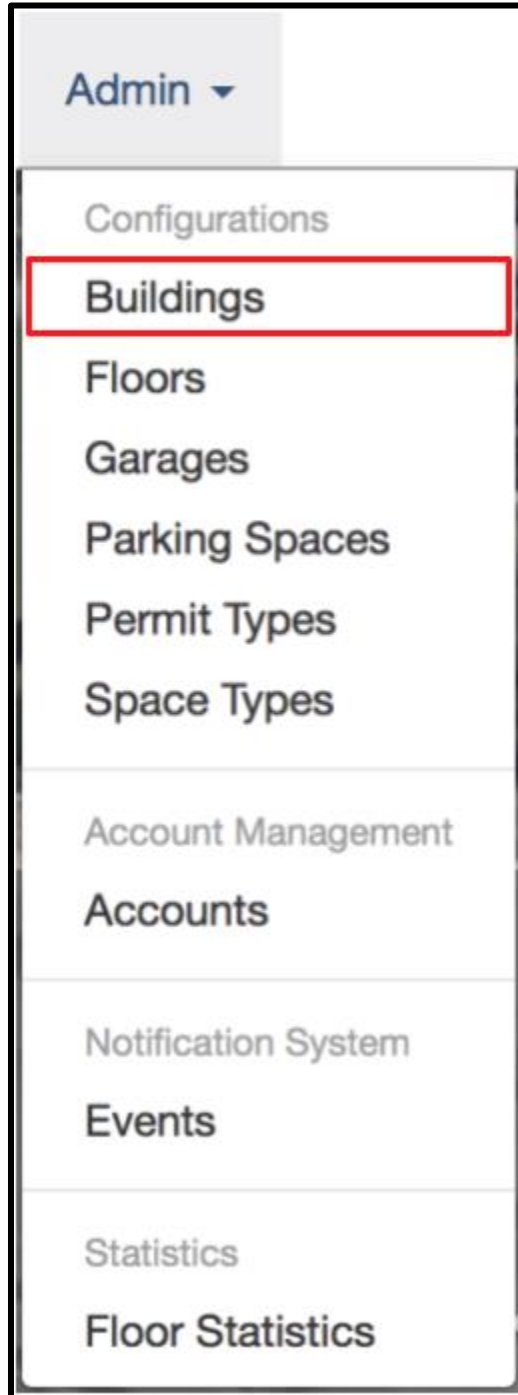 Admin
Configurations
Buildings
Floors
Garages
Parking Spaces
Permit Types
Space Types
Account Management
Accounts
Notification System
Events
Statistics
Floor Statistics